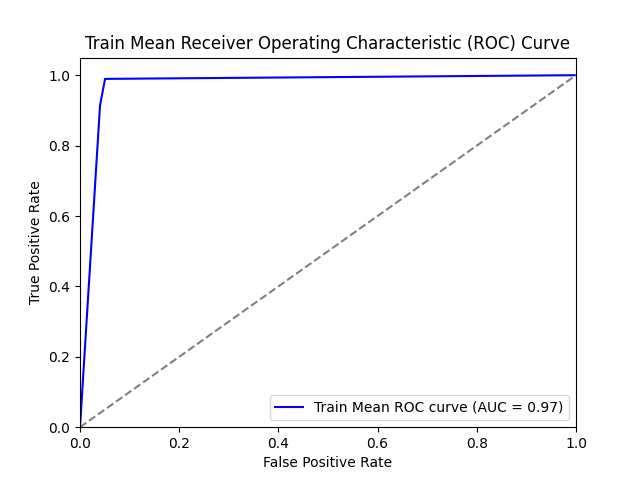 Train Mean Receiver Operating Characteristic (ROC) Curve
1.0
0.8
0.6
0.4
0.2
0.0
True Positive Rate
Train Mean ROC curve (AUC = 0.97)
0.0 0.2 0.4 0.6 0.8 1.0
False Positive Rate